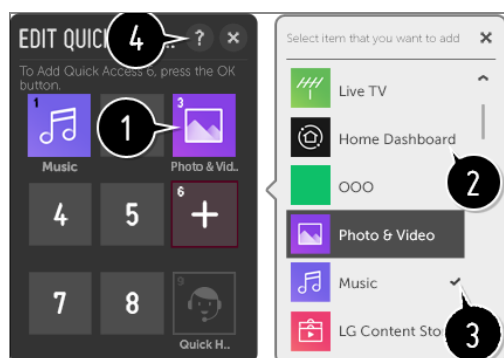 EDIT QUIC
4
..
?
To Add Quick Access 6, press the OK
button.
1
3
1
Music
Photo & Vid..
4
5
6
7
8
9
Quick H..
Select item that you want to add
Live TV
Home Dashboard
2
OOO
Photo & Video
Music
3
LG Content Sto